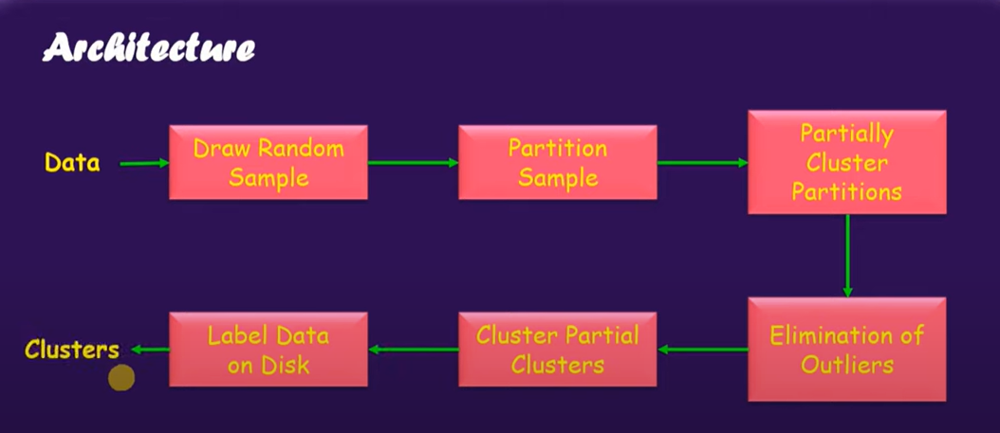 Architecture
Data
Draw Random
Sample
Partition
Sample
Partially
Cluster
Partitions
Elimination of
Outliers
Cluster Partial
Clusters
Label Data
on Disk
Clusters